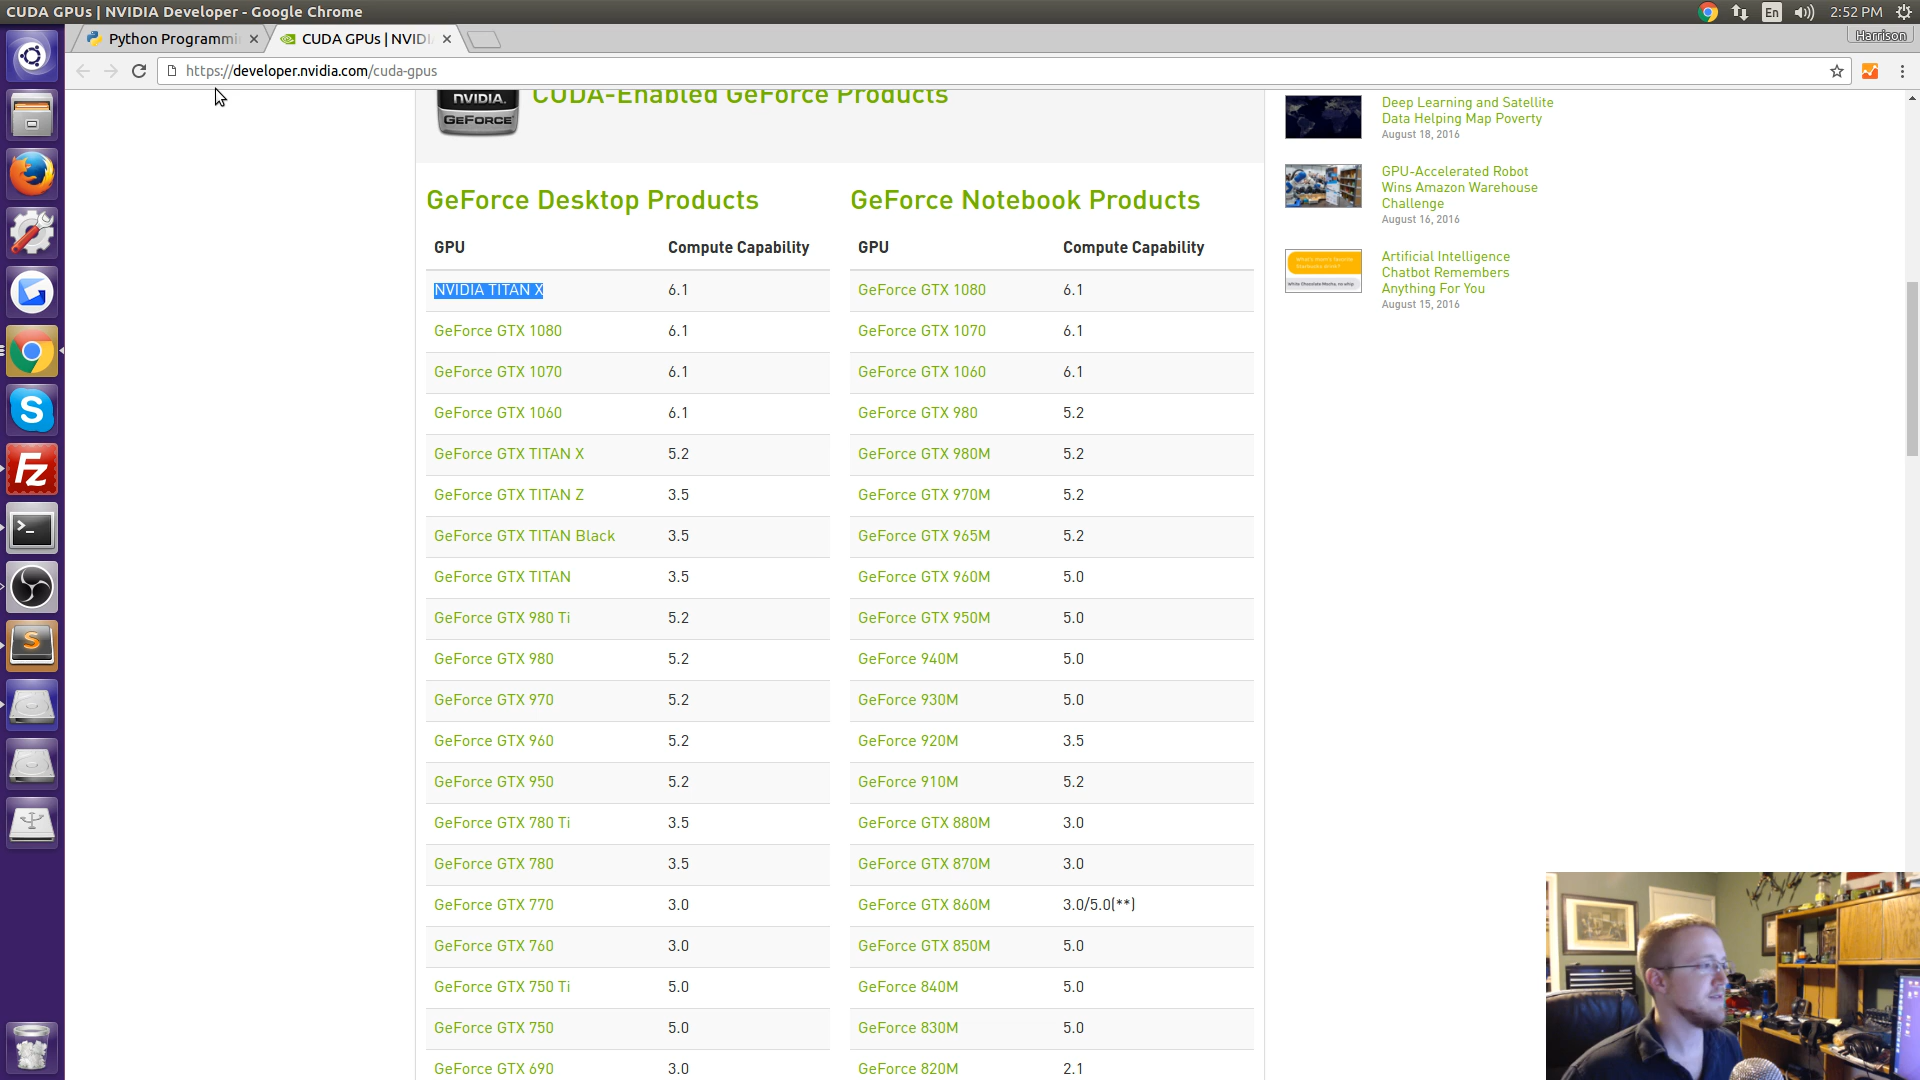 CUDA GPUs | NVIDIA Developer - Google Chrome
En
2:52 PM
Python Programmi
CUDA GPUs | NVIDI
Harrison
https://developer.nvidia.com/cuda-gpus
NVIDIA.
GEFORCE
CUDA-Enabled GeForce Products
GeForce Desktop Products
GPU Compute Capability
NVIDIA TITAN X 6.1
GeForce GTX 1080 6.1
GeForce GTX 1070 6.1
GeForce GTX 1060 6.1
GeForce GTX TITAN X 5.2
GeForce GTX TITAN Z 3.5
GeForce GTX TITAN Black 3.5
GeForce GTX TITAN 3.5
GeForce GTX 980 Ti 5.2
GeForce GTX 980 5.2
GeForce GTX 970 5.2
GeForce GTX 960 5.2
GeForce GTX 950 5.2
GeForce GTX 780 Ti 3.5
GeForce GTX 780 3.5
GeForce GTX 770 3.0
GeForce GTX 760 3.0
GeForce GTX 750 Ti 5.0
GeForce GTX 750 5.0
GeForce GTX 690 3.0
GeForce Notebook Products
GPU Compute Capability
GeForce GTX 1080 6.1
GeForce GTX 1070 6.1
GeForce GTX 1060 6.1
GeForce GTX 980 5.2
GeForce GTX 980M 5.2
GeForce GTX 970M 5.2
GeForce GTX 965M 5.2
GeForce GTX 960M 5.0
GeForce GTX 950M 5.0
GeForce 940M 5.0
GeForce 930M 5.0
GeForce 920M 3.5
GeForce 910M 5.2
GeForce GTX 880M 3.0
GeForce GTX 870M 3.0
GeForce GTX 860M 3.0/5.0(**)
GeForce GTX 850M 5.0
GeForce 840M 5.0
GeForce 830M 5.0
GeForce 820M 2.1
Deep Learning and Satellite
Data Helping Map Poverty
August 18, 2016
GPU-Accelerated Robot
Wins Amazon Warehouse
Challenge
August 16, 2016
Artificial Intelligence
Chatbot Remembers
Anything For You
August 15, 2016